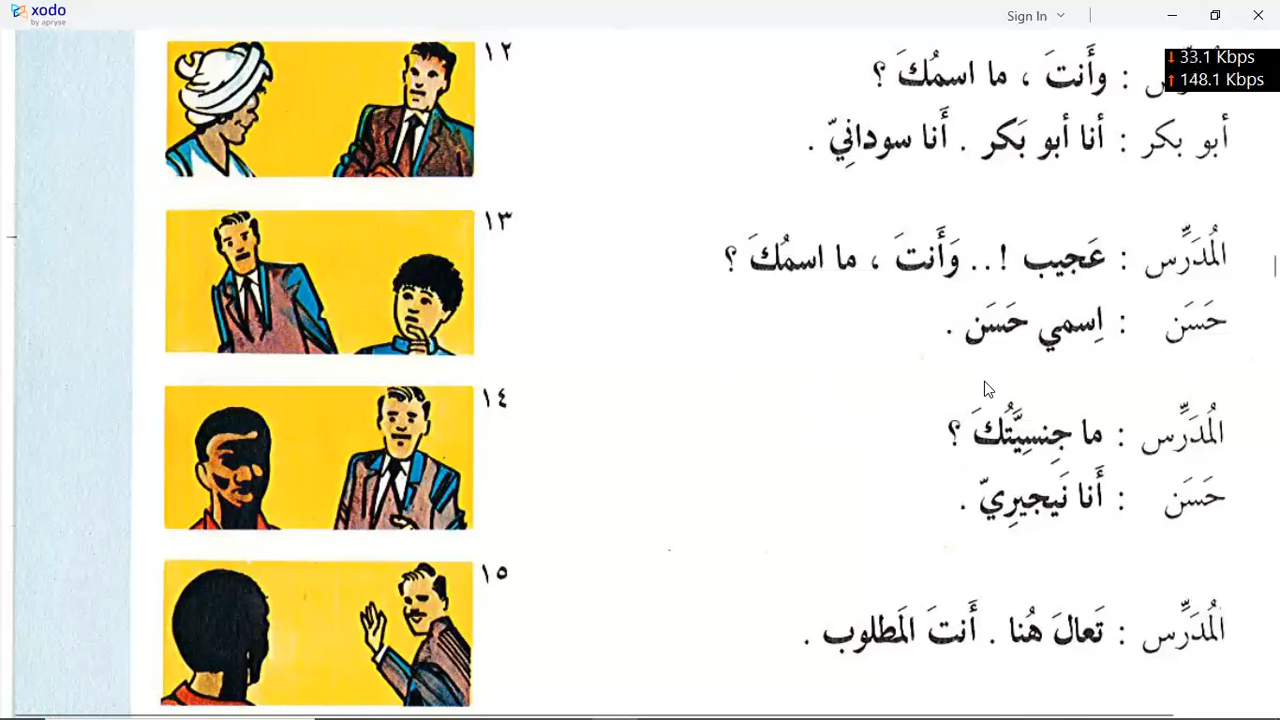 xodo
by apryse
Sign In
33.1 Kbps
148.1 Kbps
١٢
: وأَنتَ ، ما اسمُكَ ؟
أبو بكر : أنا أبو بَكر . أَنا سودانِيّ .
١٣
المُدَرِّس : عَجيب !.. وَأَنتَ ، ما اسمُكَ ؟
حَسَن : اِسمي حَسَن .
١٤
المُدَرِّس : ما جِنسِيَّتُكَ ؟
حَسَن : أَنا نَيجيرِيّ .
١٥
المُدَرِّس : تَعالَ هُنا . أَنتَ المَطلوب .